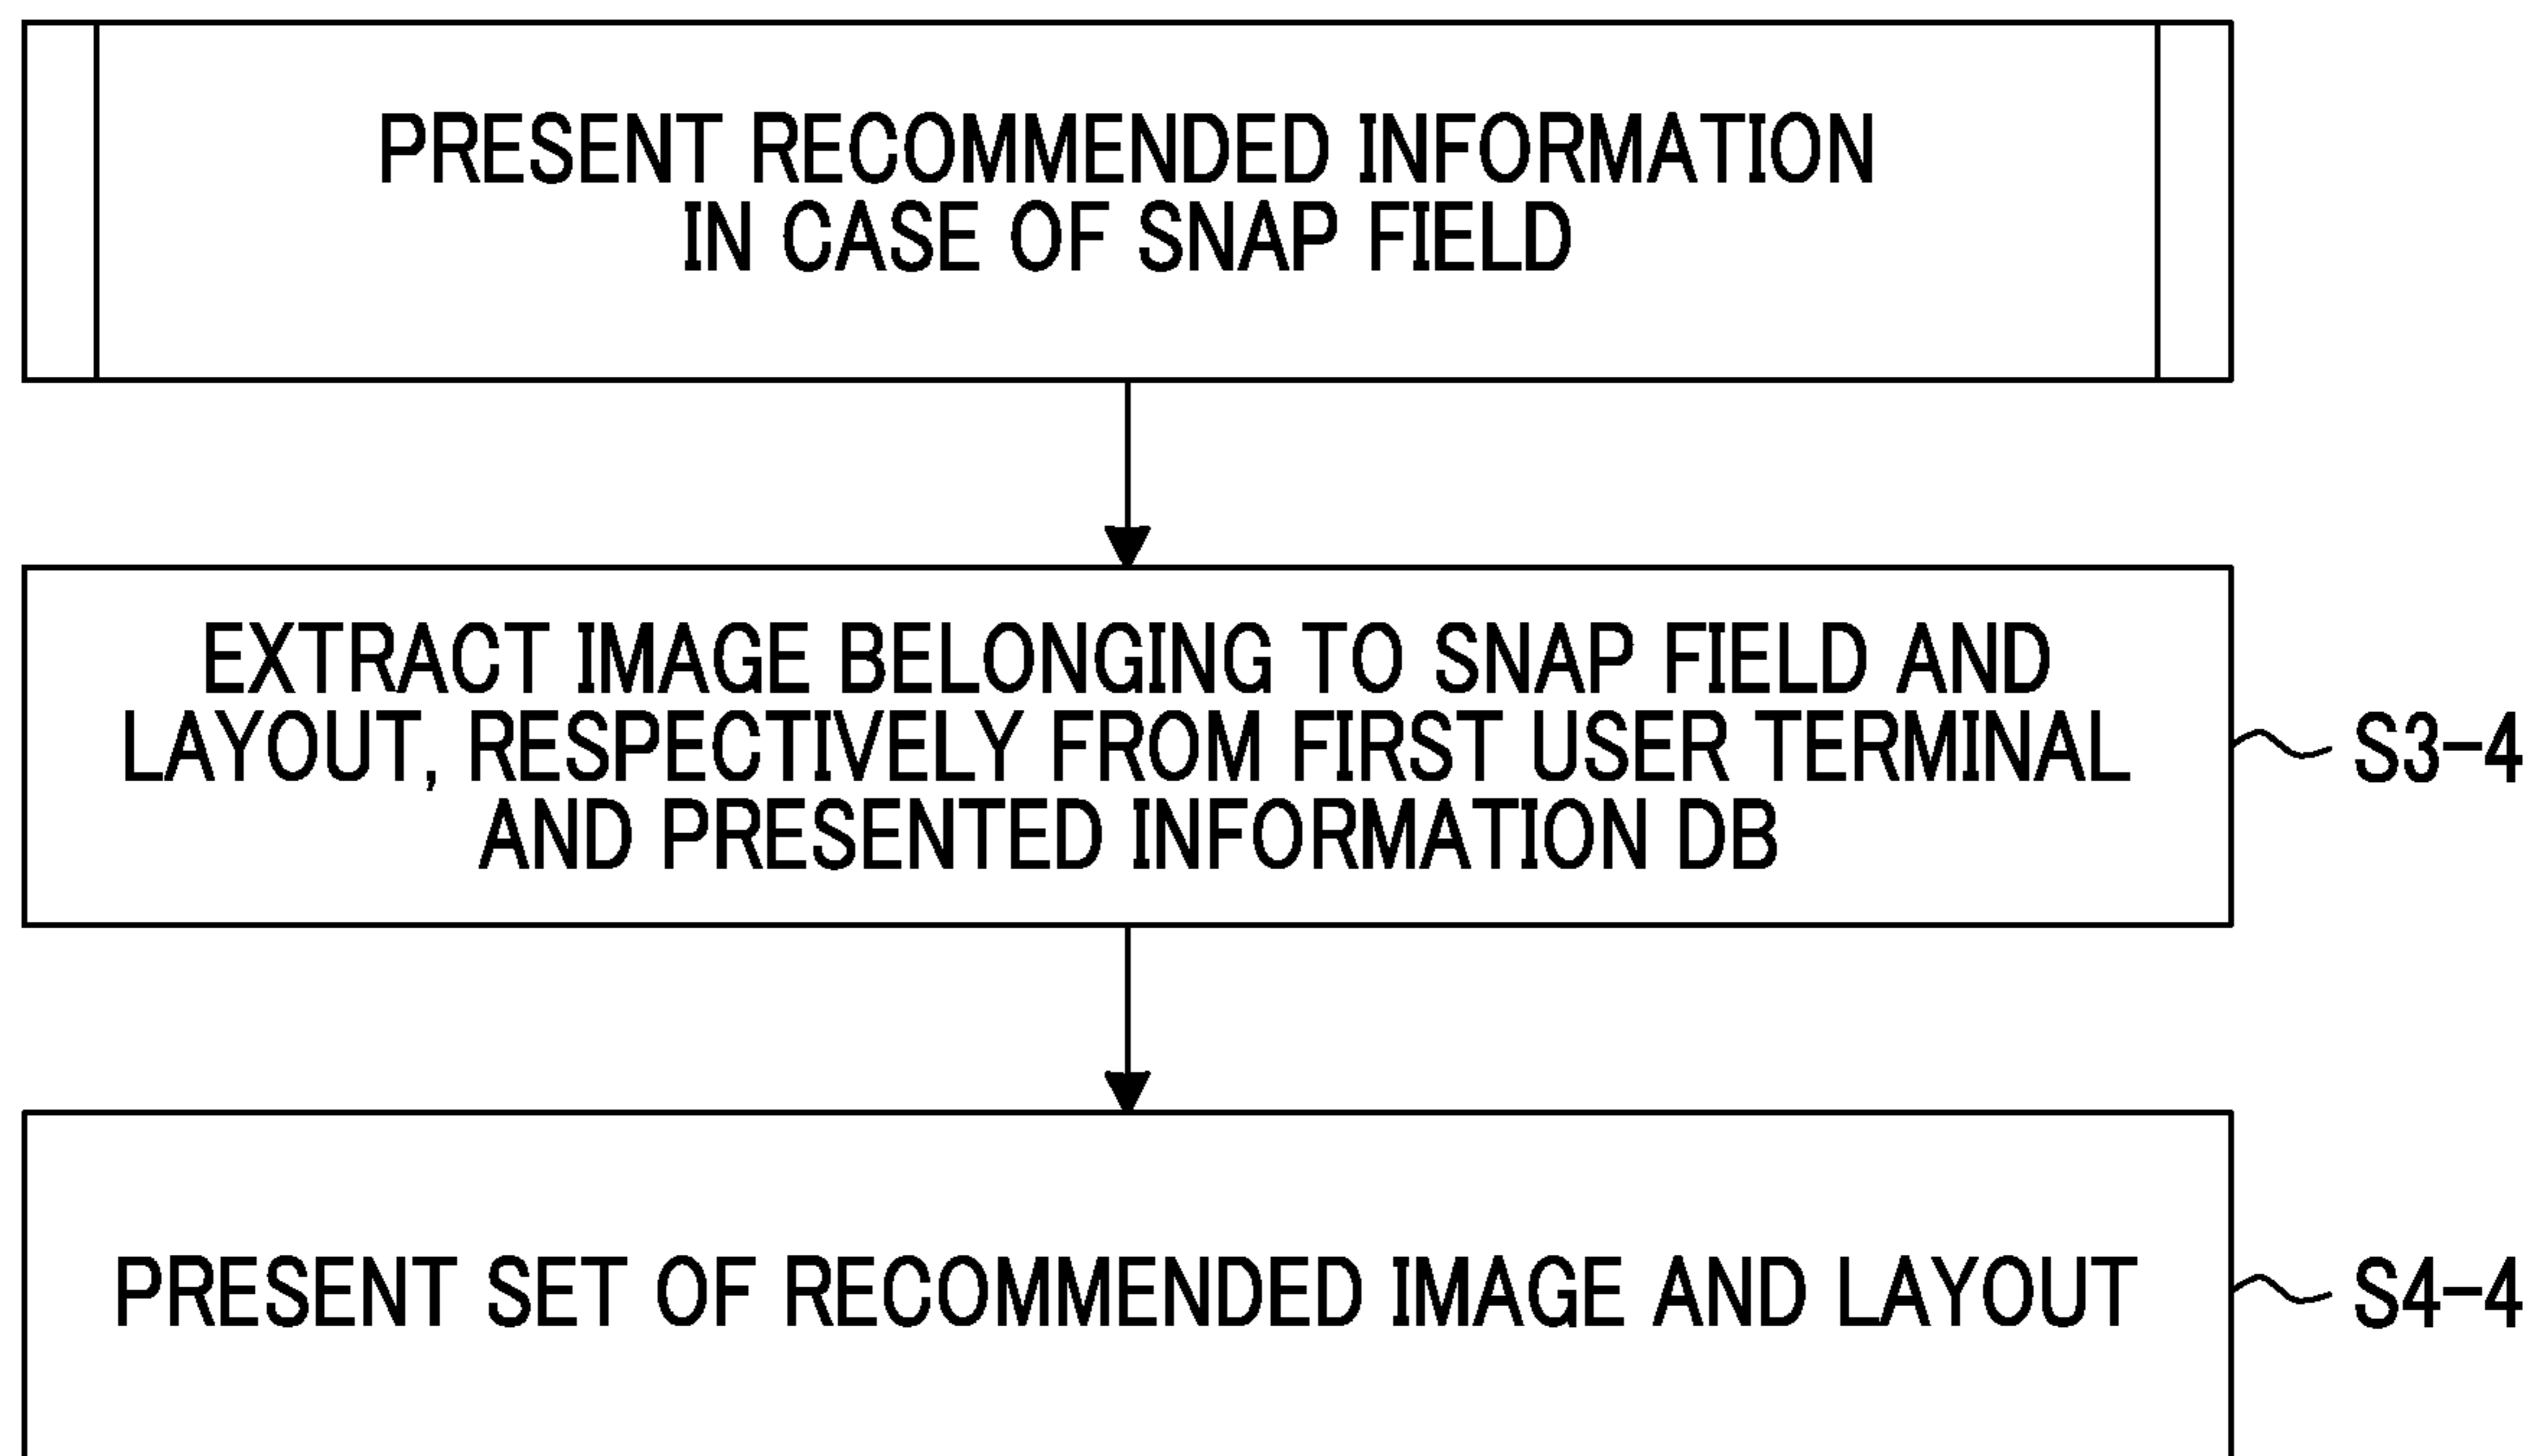 PRESENT RECOMMENDED INFORMATION
IN CASE OF SNAP FIELD
EXTRACT IMAGE BELONGING TO SNAP FIELD AND
LAYOUT, RESPECTIVELY FROM FIRST USER TERMINAL
AND PRESENTED INFORMATION DB
S3-4
PRESENT SET OF RECOMMENDED IMAGE AND LAYOUT
S4-4